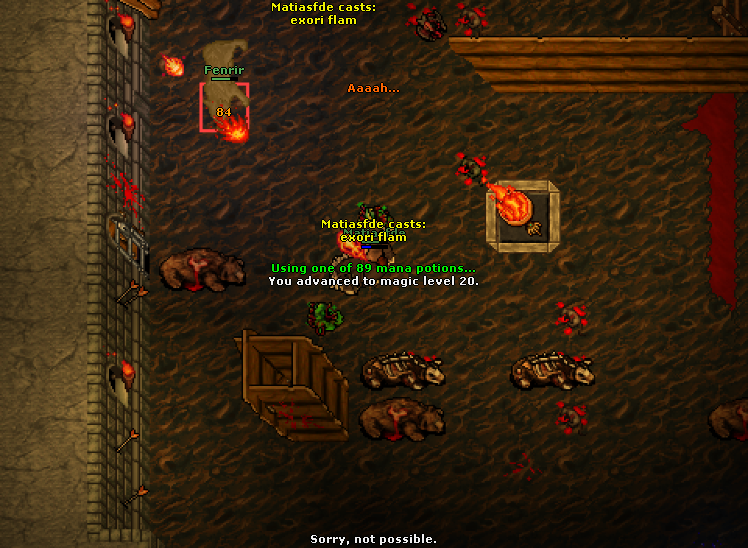 Matiasfde casts:
exori flam
Fenrir
Aaaah...
84
Matiasfde casts:
exori flam
Using one of 89 mana potions...
You advanced to magic level 20.
Sorry, not possible.